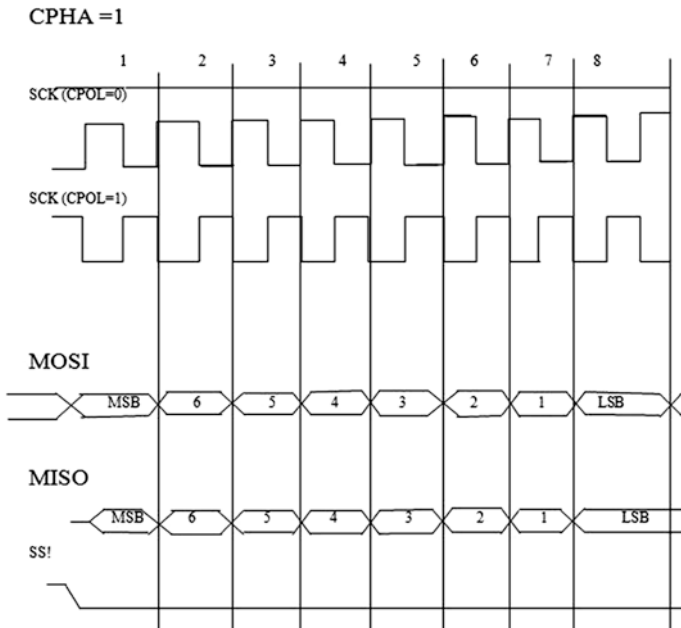 CPHA =1
1 2 3 4 5 6 7 8
SCK (CPOL=0)
SCK (CPOL=1)
MOSI
MSB 6 5 4 3 2 1 LSB
MISO
MSB 6 5 4 3 2 1 LSB
SS!